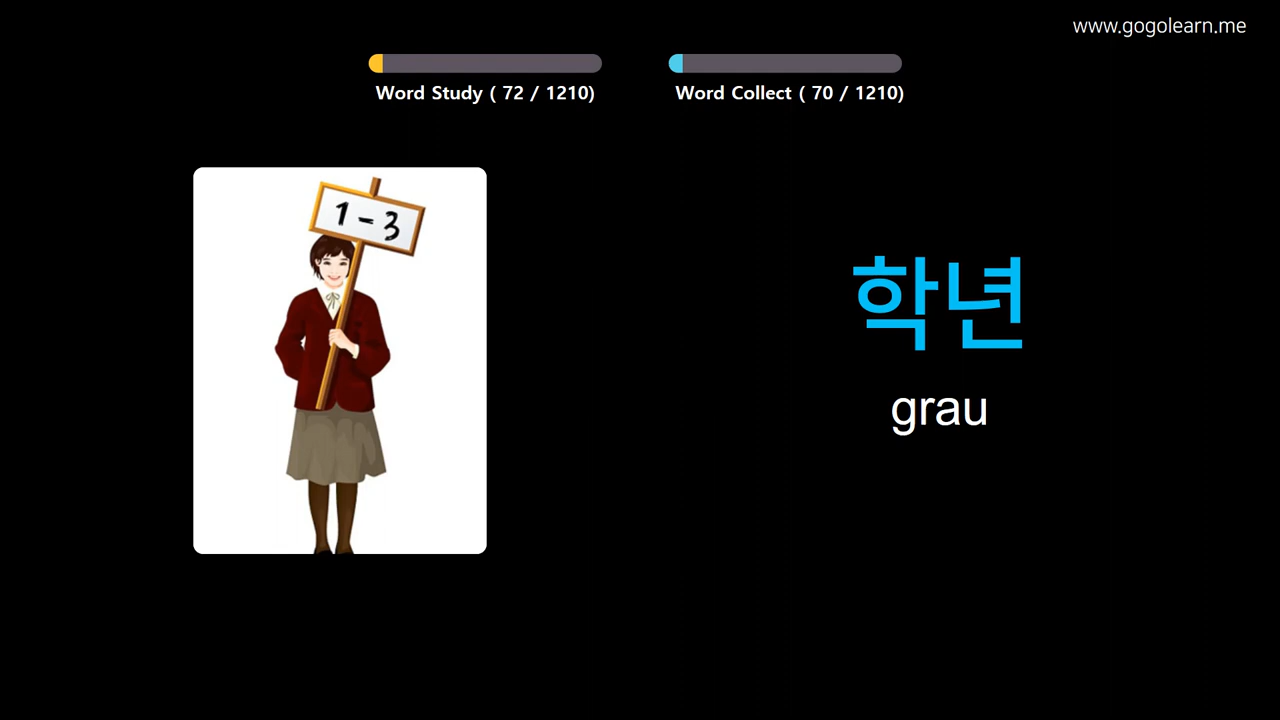 www.gogolearn.me
Word Study ( 72 / 1210)
Word Collect ( 70 / 1210)
1 - 3
학년
grau